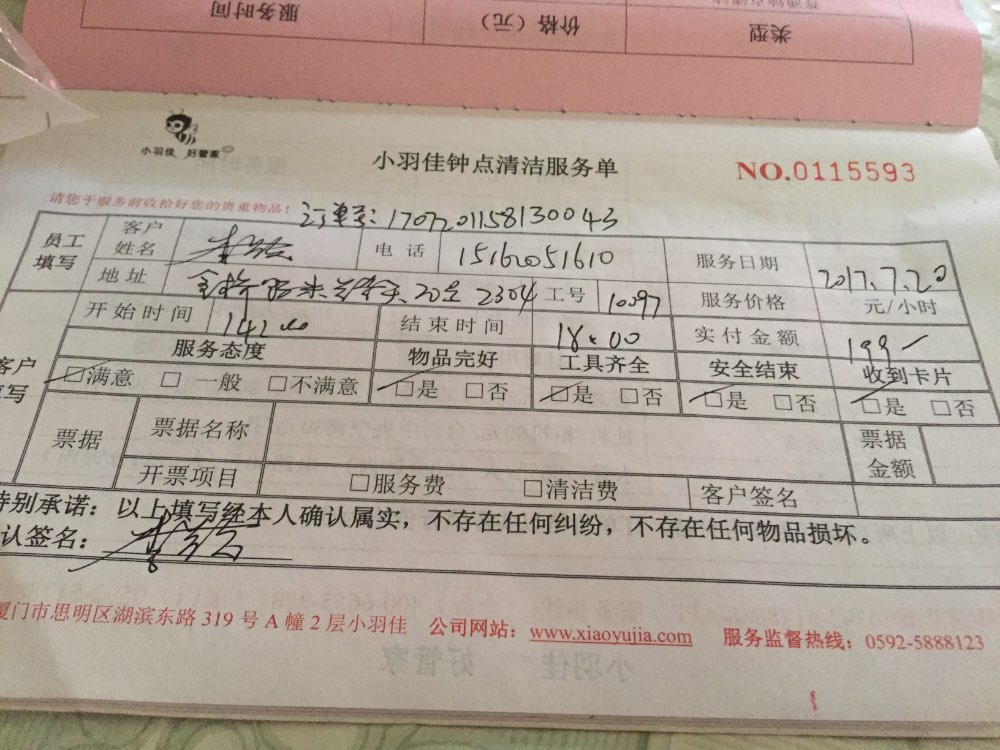 服务时间 价格（元） 类型
小羽佳 好管家
小羽佳钟点清洁服务单 NO.0115593
请您于服务前收拾好您的贵重物品！ 订单号：1707201158130043
员工填写 客户姓名 电话 15160051610 服务日期 2017.7.20
地址 20号 2304 工号 10097 服务价格 元/小时
开始时间 14:00 结束时间 18:00 实付金额 199
客户填写 服务态度 物品完好 工具齐全 安全结束 收到卡片
□满意 □一般 □不满意 □是 □否 □是 □否 □是 □否 □是 □否
票据 票据名称 票据金额
开票项目 □服务费 □清洁费 客户签名
特别承诺：以上填写经本人确认属实，不存在任何纠纷，不存在任何物品损坏。
认签名：
厦门市思明区湖滨东路 319 号 A 幢 2 层小羽佳 公司网站：www.xiaoyujia.com 服务监督热线：0592-5888123